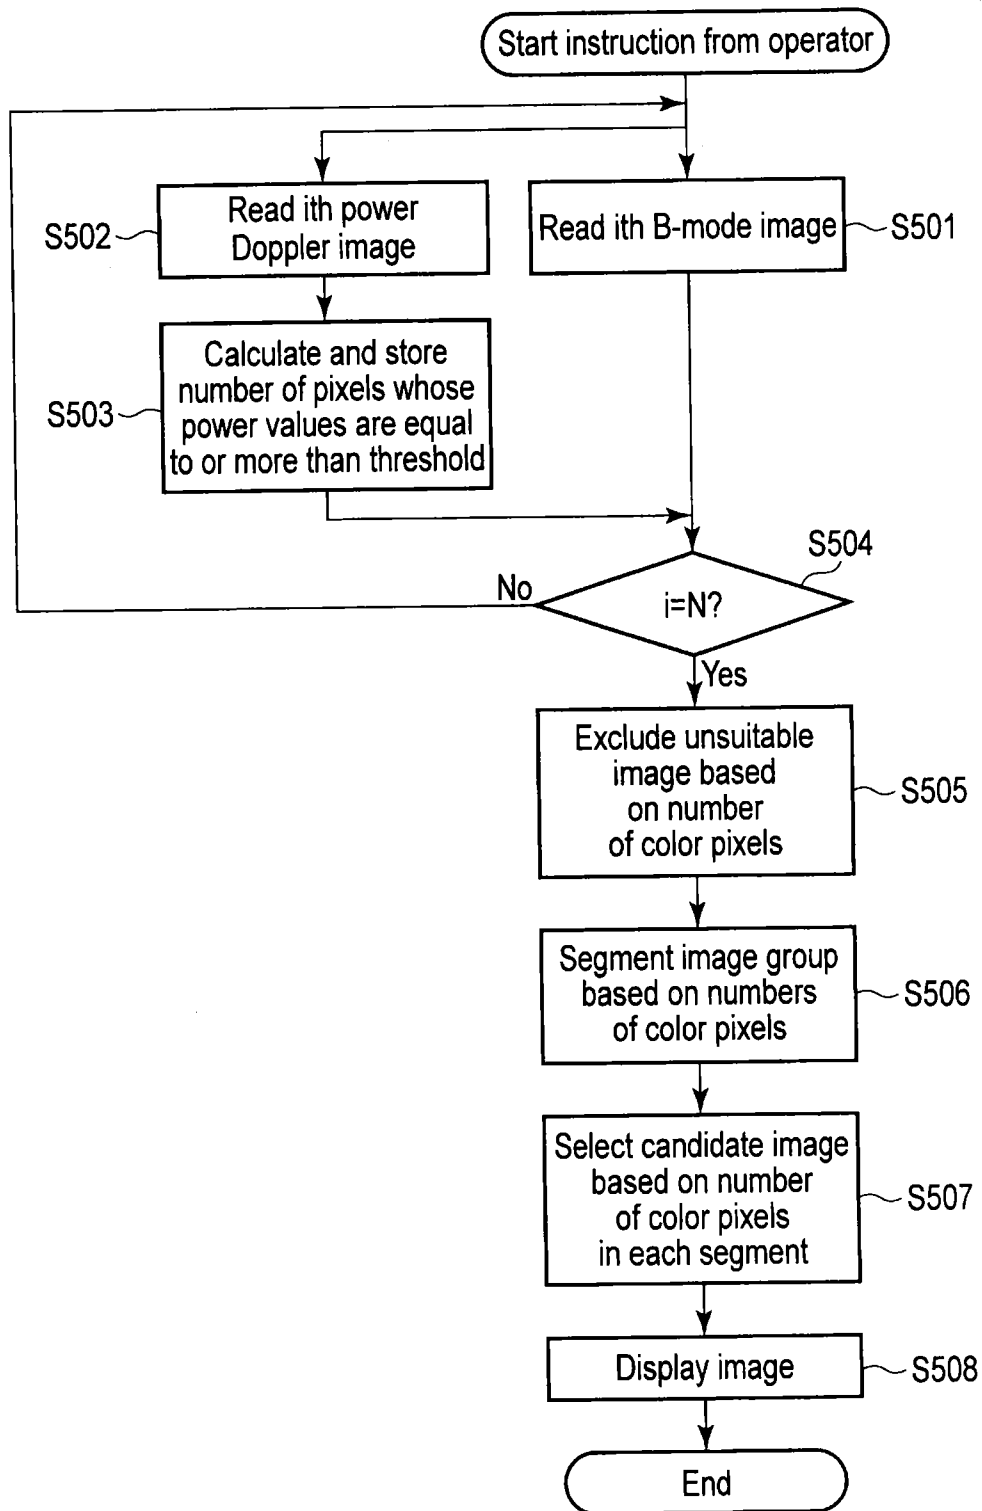 Start instruction from operator
Read ith power
Doppler image
S502
Read ith B-mode image
S501
Calculate and store
number of pixels whose
power values are equal
to or more than threshold
S503
S504
No
i=N?
Yes
Exclude unsuitable
image based
on number
of color pixels
S505
Segment image group
based on numbers
of color pixels
S506
Select candidate image
based on number
of color pixels
in each segment
S507
Display image
S508
End